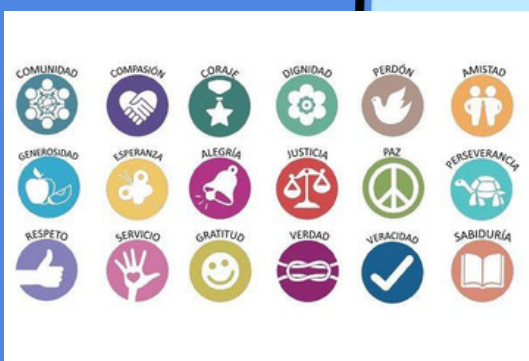 COMUNIDAD COMPASIÓN CORAJE DIGNIDAD PERDÓN AMISTAD
GENEROSIDAD ESPERANZA ALEGRÍA JUSTICIA PAZ PERSEVERANCIA
RESPETO SERVICIO GRATITUD VERDAD VERACIDAD SABIDURÍA